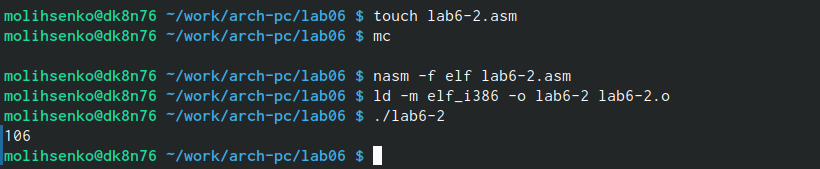 molihsenko@dk8n76 ~/work/arch-pc/lab06 $ touch lab6-2.asm
molihsenko@dk8n76 ~/work/arch-pc/lab06 $ mc
molihsenko@dk8n76 ~/work/arch-pc/lab06 $ nasm -f elf lab6-2.asm
molihsenko@dk8n76 ~/work/arch-pc/lab06 $ ld -m elf_i386 -o lab6-2 lab6-2.o
molihsenko@dk8n76 ~/work/arch-pc/lab06 $ ./lab6-2
106
molihsenko@dk8n76 ~/work/arch-pc/lab06 $